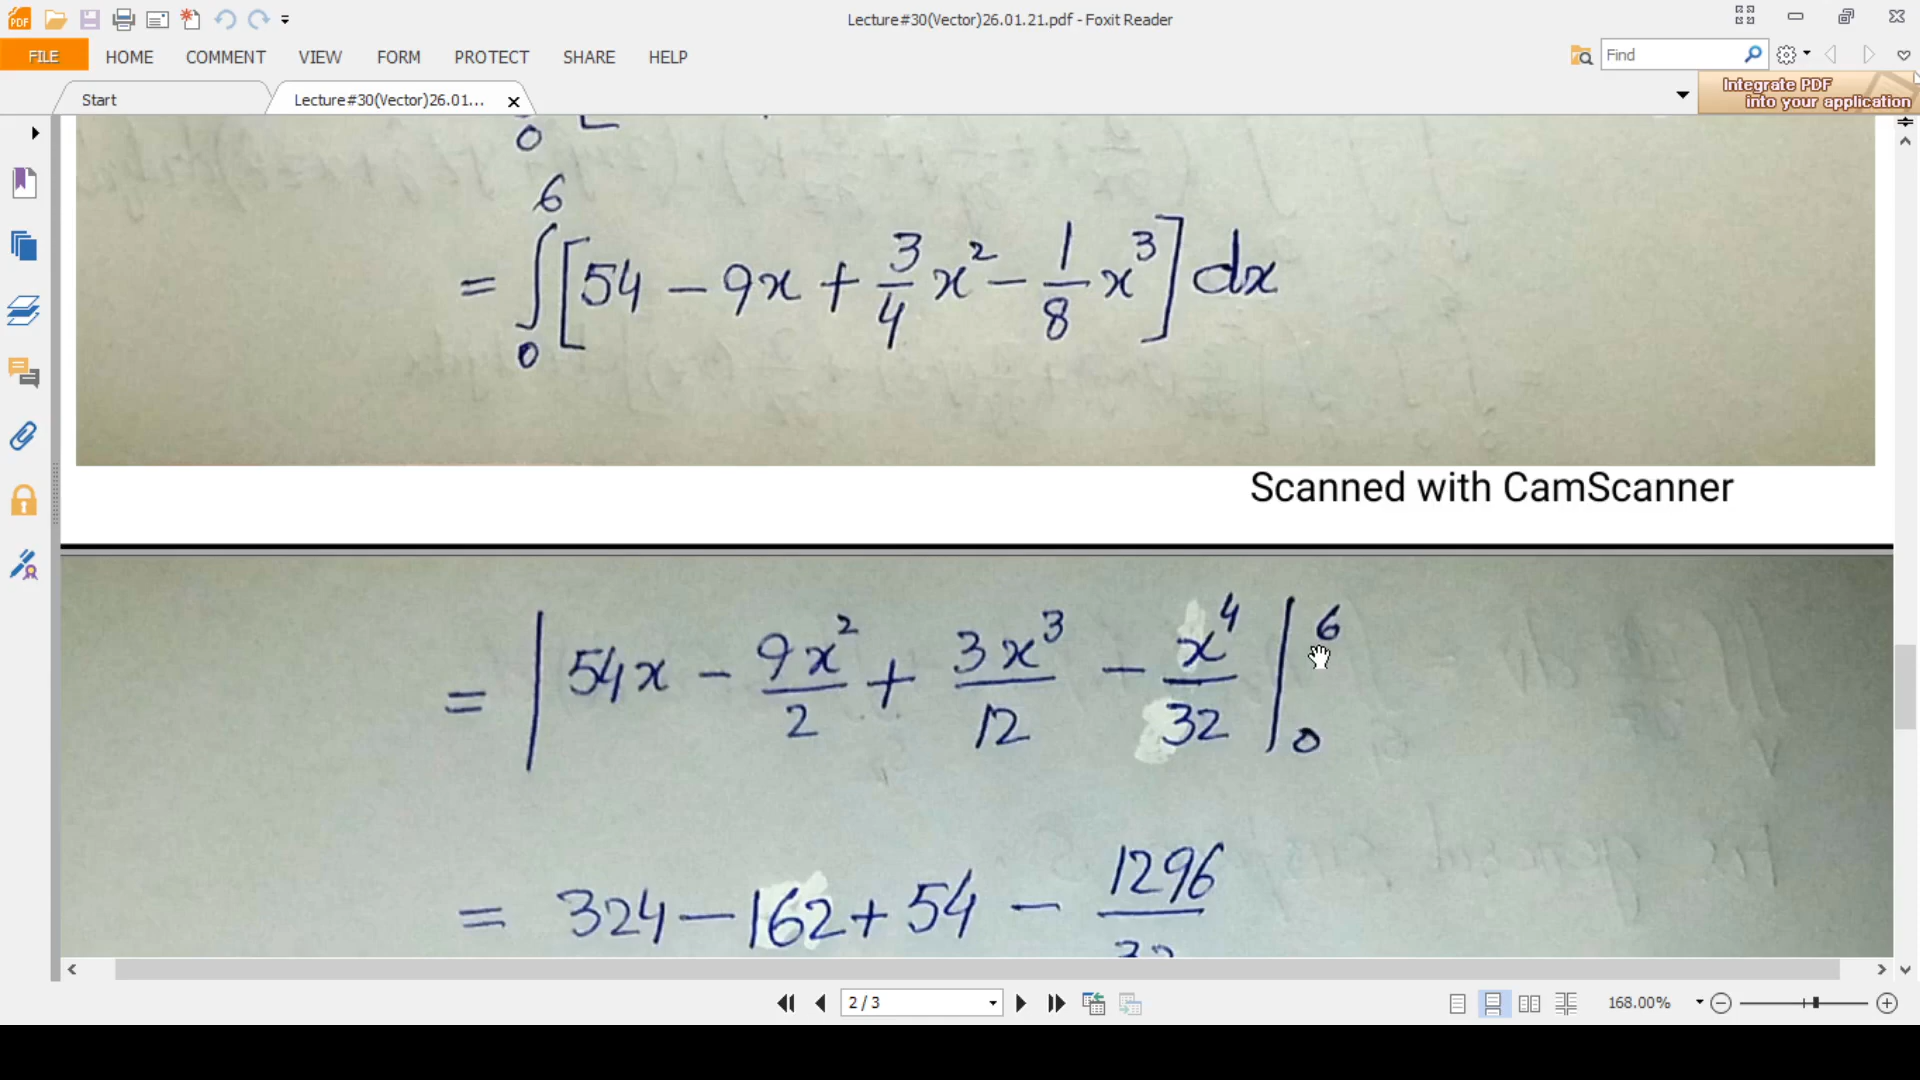 Lecture#30(Vector)26.01.21.pdf - Foxit Reader
FILE HOME COMMENT VIEW FORM PROTECT SHARE HELP
Find
Start
Lecture#30(Vector)26.01...
Integrate PDF
into your application
0
= ∫₀⁶ [54 − 9x + 3/4 x² − 1/8 x³] dx
Scanned with CamScanner
= | 54x − 9x²/2 + 3x³/12 − x⁴/32 |₀⁶
= 324 − 162 + 54 − 1296/32
2 / 3
168.00%